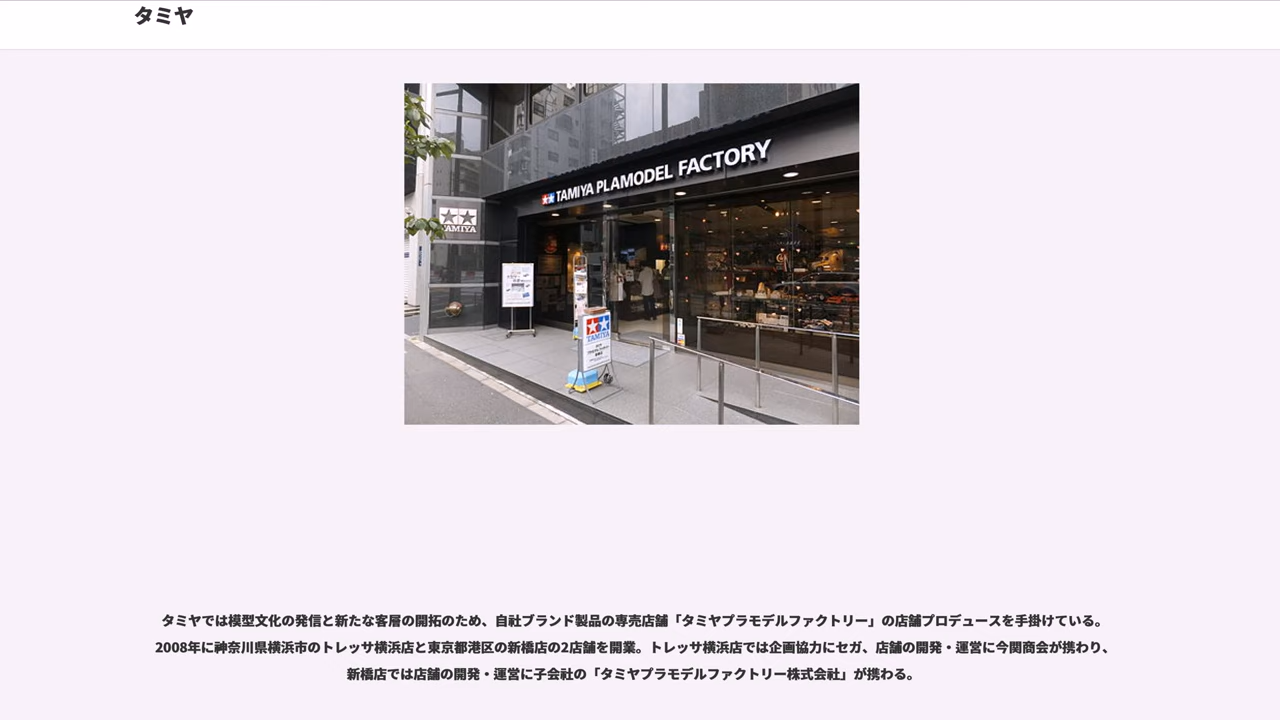 タミヤ
TAMIYA PLAMODEL FACTORY
TAMIYA
TAMIYA
タミヤでは模型文化の発信と新たな客層の開拓のため、自社ブランド製品の専売店舗「タミヤプラモデルファクトリー」の店舗プロデュースを手掛けている。
2008年に神奈川県横浜市のトレッサ横浜店と東京都港区の新橋店の2店舗を開業。トレッサ横浜店では企画協力にセガ、店舗の開発・運営に今関商会が携わり、
新橋店では店舗の開発・運営に子会社の「タミヤプラモデルファクトリー株式会社」が携わる。